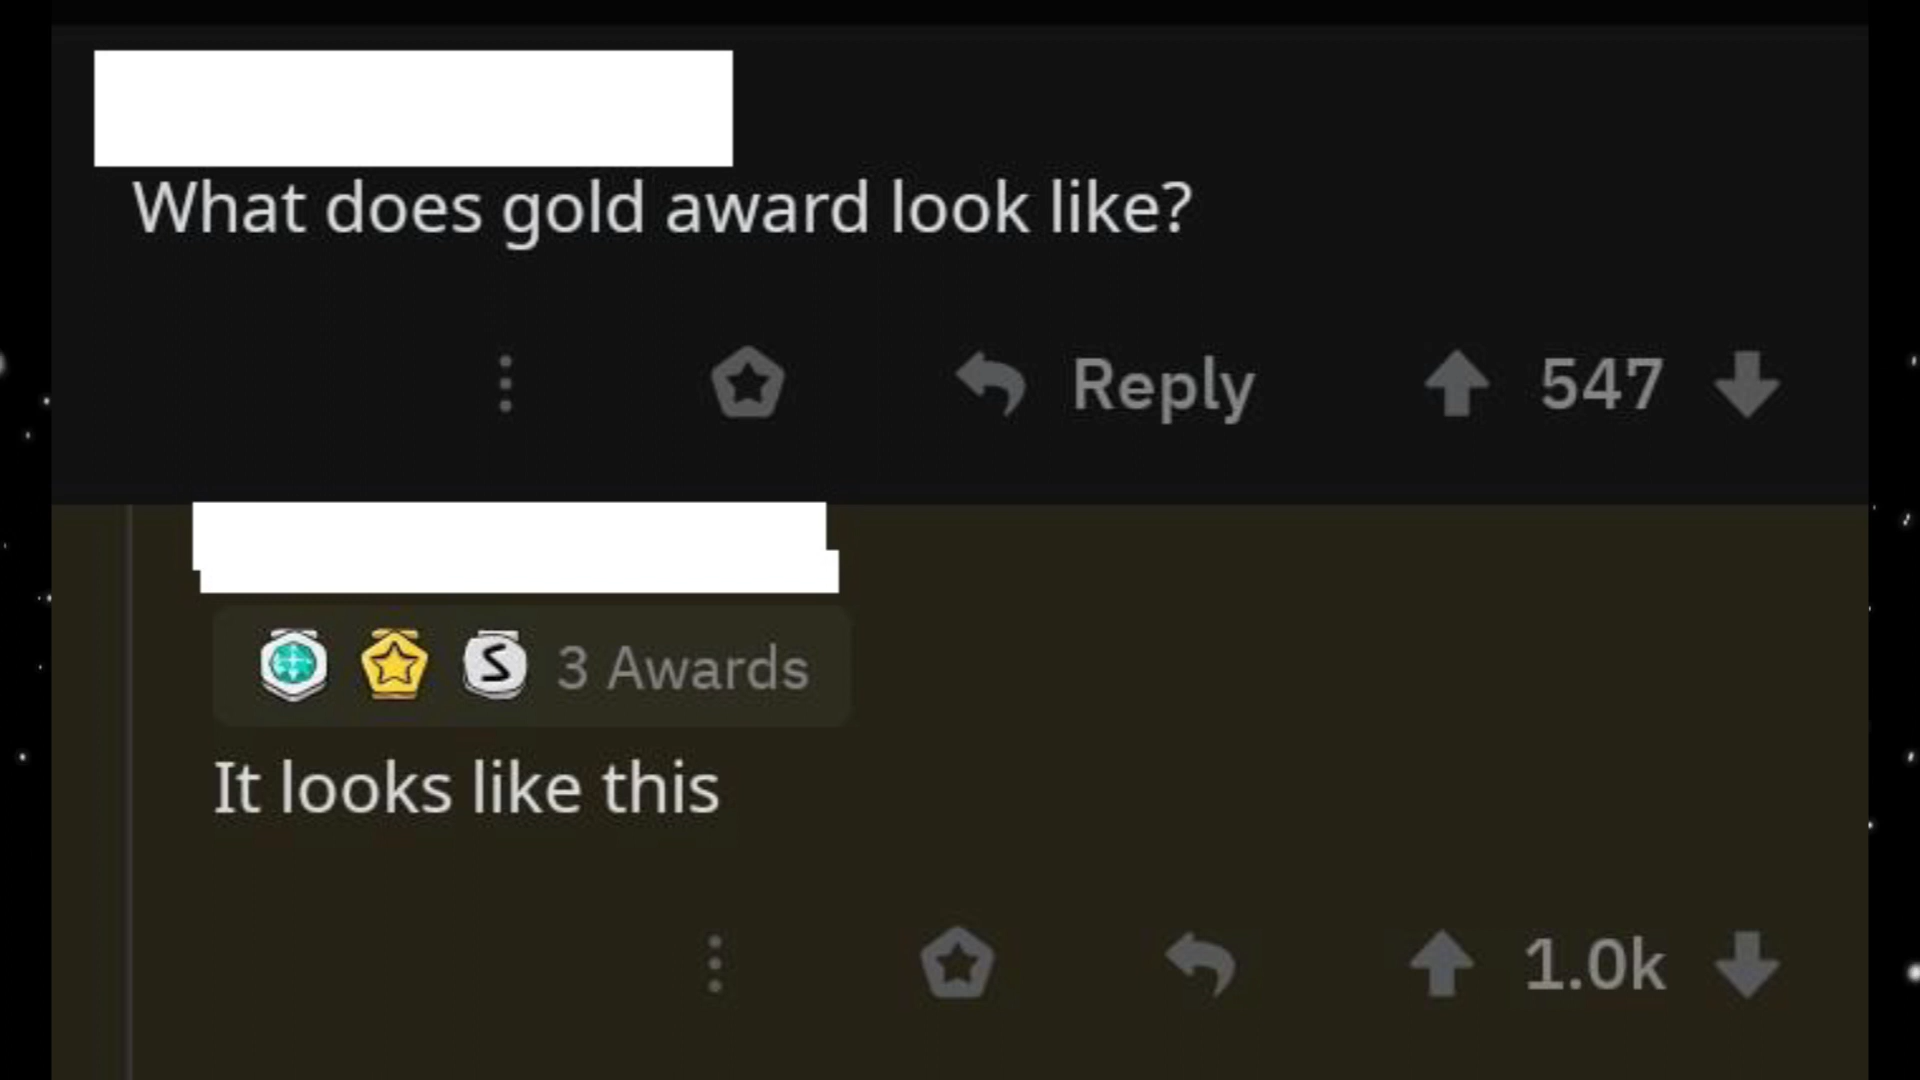 What does gold award look like?
Reply 547
S 3 Awards
It looks like this
1.0k